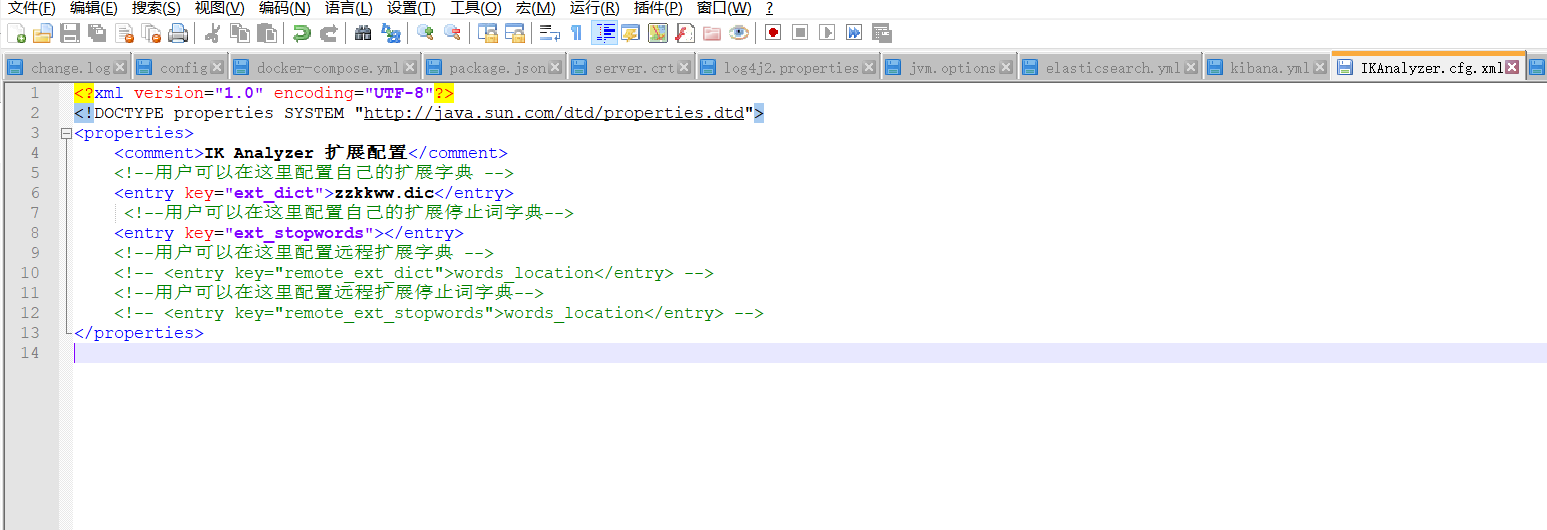 文件(F) 编辑(E) 搜索(S) 视图(V) 编码(N) 语言(L) 设置(T) 工具(O) 宏(M) 运行(R) 插件(P) 窗口(W) ?
change.log config docker-compose.yml package.json server.crt log4j2.properties jvm.options elasticsearch.yml kibana.yml IKAnalyzer.cfg.xml
1 <?xml version="1.0" encoding="UTF-8"?>
2 <!DOCTYPE properties SYSTEM "http://java.sun.com/dtd/properties.dtd">
3 <properties>
4 <comment>IK Analyzer 扩展配置</comment>
5 <!--用户可以在这里配置自己的扩展字典 -->
6 <entry key="ext_dict">zzkkww.dic</entry>
7 <!--用户可以在这里配置自己的扩展停止词字典-->
8 <entry key="ext_stopwords"></entry>
9 <!--用户可以在这里配置远程扩展字典 -->
10 <!-- <entry key="remote_ext_dict">words_location</entry> -->
11 <!--用户可以在这里配置远程扩展停止词字典-->
12 <!-- <entry key="remote_ext_stopwords">words_location</entry> -->
13 </properties>
14